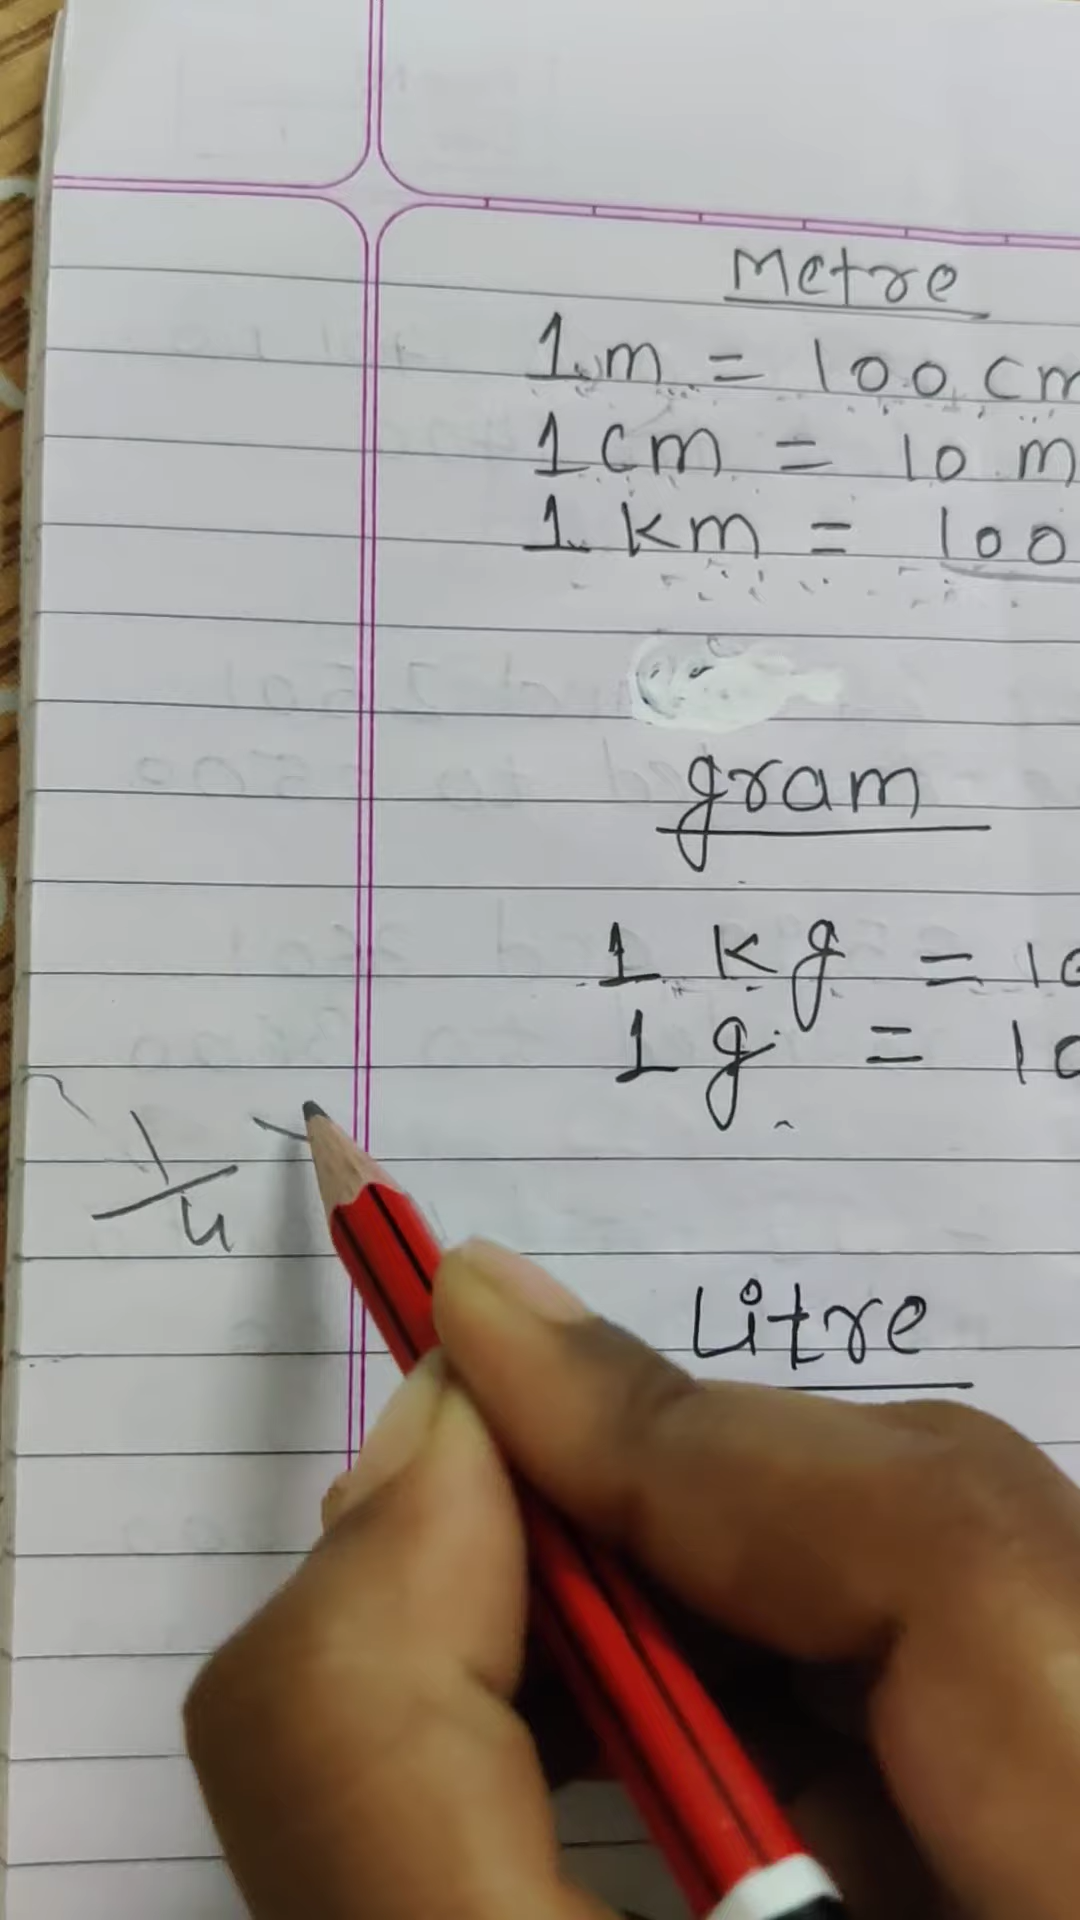 Metre
1 m = 100 cm
1 cm = 10 m
1 km = 100
gram
1 kg = 10
1 g = 10
1/4
Litre